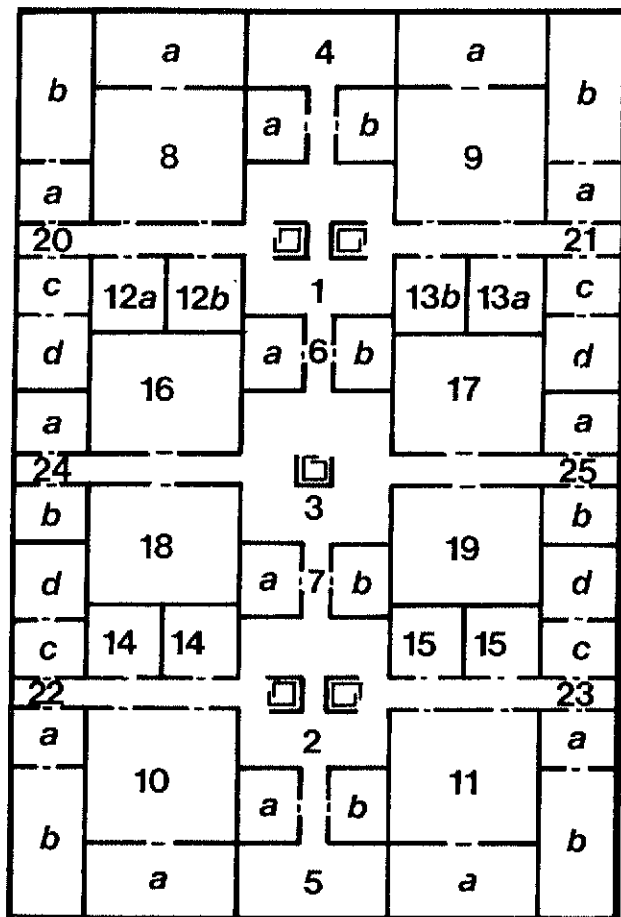 a 4 a
b b
a b
8 9
a a
20 21
c 12a 12b 1 13b 13a c
d a 6 b d
16 17
a a
24 25
3
b b
18 19
d a 7 b d
c 14 14 15 15 c
22 23
a 2 a
10 a b 11
b b
a 5 a